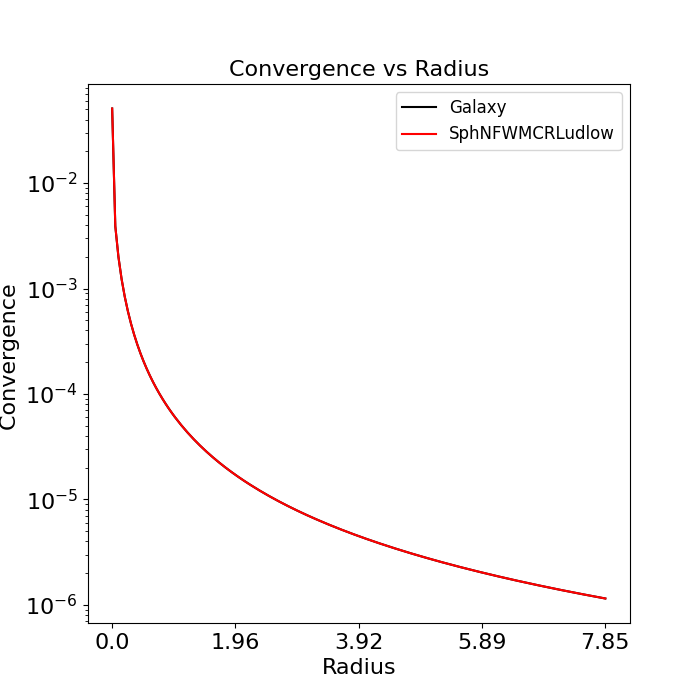 Convergence vs Radius
Galaxy
SphNFWMCRLudlow
Convergence
10⁻²
10⁻³
10⁻⁴
10⁻⁵
10⁻⁶
0.0 1.96 3.92 5.89 7.85
Radius